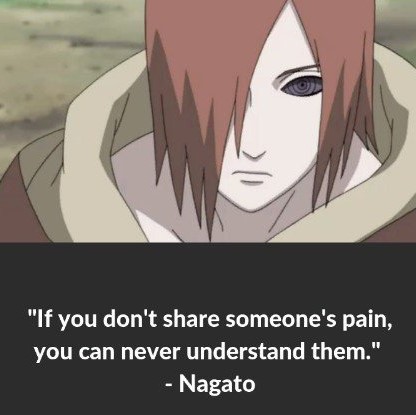 "If you don't share someone's pain,
you can never understand them."
- Nagato